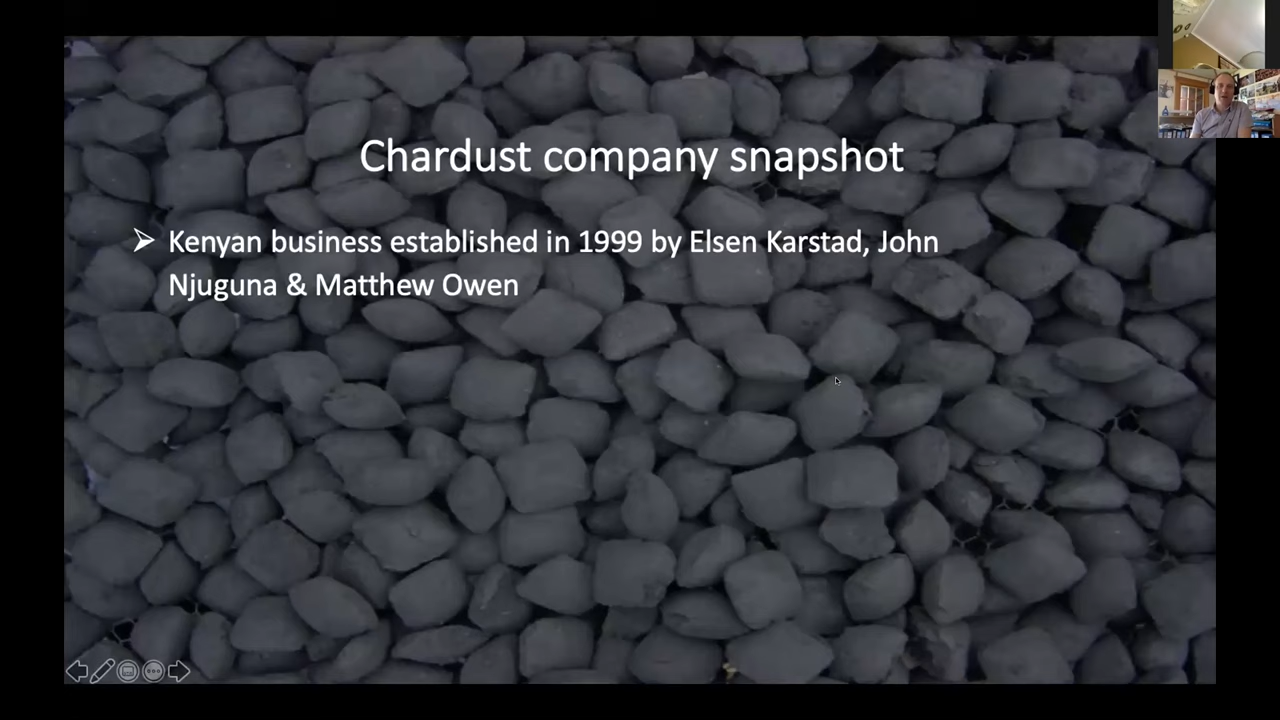 Chardust company snapshot
Kenyan business established in 1999 by Elsen Karstad, John
Njuguna & Matthew Owen